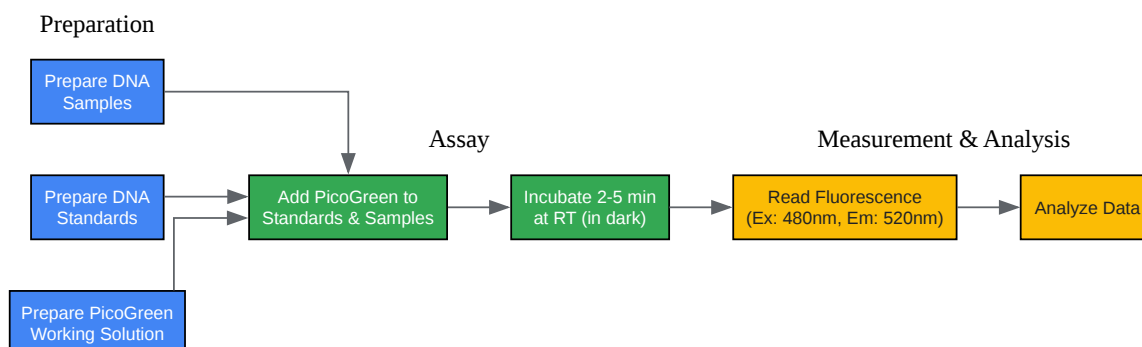 Preparation
Prepare DNA
Samples
Assay
Measurement & Analysis
Prepare DNA
Standards
Add PicoGreen to
Standards & Samples
Incubate 2-5 min
at RT (in dark)
Read Fluorescence
(Ex: 480nm, Em: 520nm)
Analyze Data
Prepare PicoGreen
Working Solution